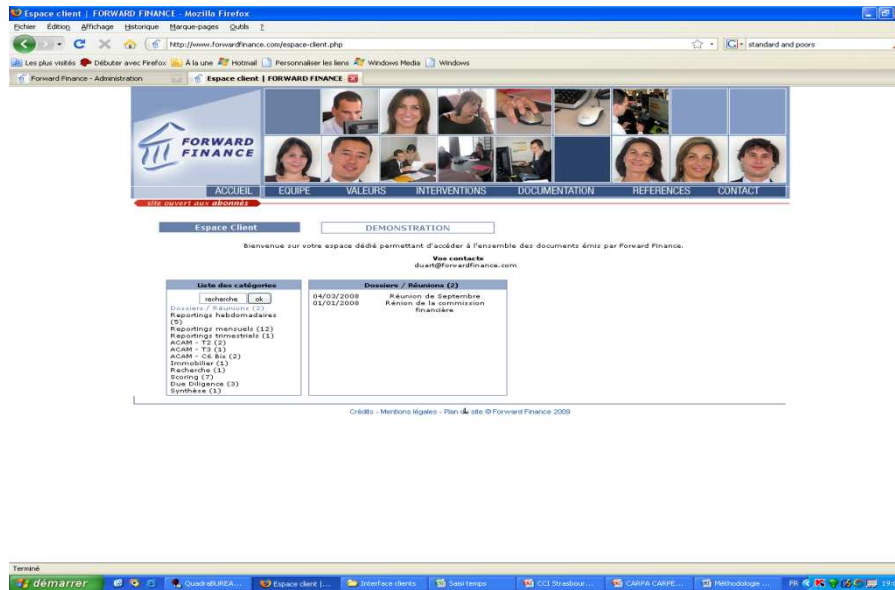 Espace client | FORWARD FINANCE - Mozilla Firefox
Fichier Édition Affichage Historique Marque-pages Outils ?
http://www.forwardfinance.com/espace-client.php
standard and poors
Les plus visités Débuter avec Firefox À la une Hotmail Personnaliser les liens Windows Media Windows
Forward Finance - Administration
Espace client | FORWARD FINANCE
FORWARD
FINANCE
ACCUEIL EQUIPE VALEURS INTERVENTIONS DOCUMENTATION REFERENCES CONTACT
site ouvert aux abonnés
Espace Client
DEMONSTRATION
Bienvenue sur votre espace dédié permettant d'accéder à l'ensemble des documents émis par Forward Finance.
Vos contacts
duart@forwardfinance.com
Liste des catégories
recherche ok
Dossiers / Réunions (2)
Reportings hebdomadaires
(5)
Reportings mensuels (12)
Reportings trimestriels (1)
ACAM - T2 (2)
ACAM - T3 (1)
ACAM - C6 Bis (2)
Immobilier (1)
Recherche (1)
Scoring (7)
Due Diligence (3)
Synthèse (1)
Dossiers / Réunions (2)
04/03/2008 Réunion de Septembre
01/01/2008 Rénion de la commission
financière
Crédits - Mentions légales - Plan du site © Forward Finance 2009
Terminé
démarrer QuadraBUREA... Espace client |... Interface clients Saisi temps CCI Strasbour... CARPA CARPE... Méthodologie ... FR